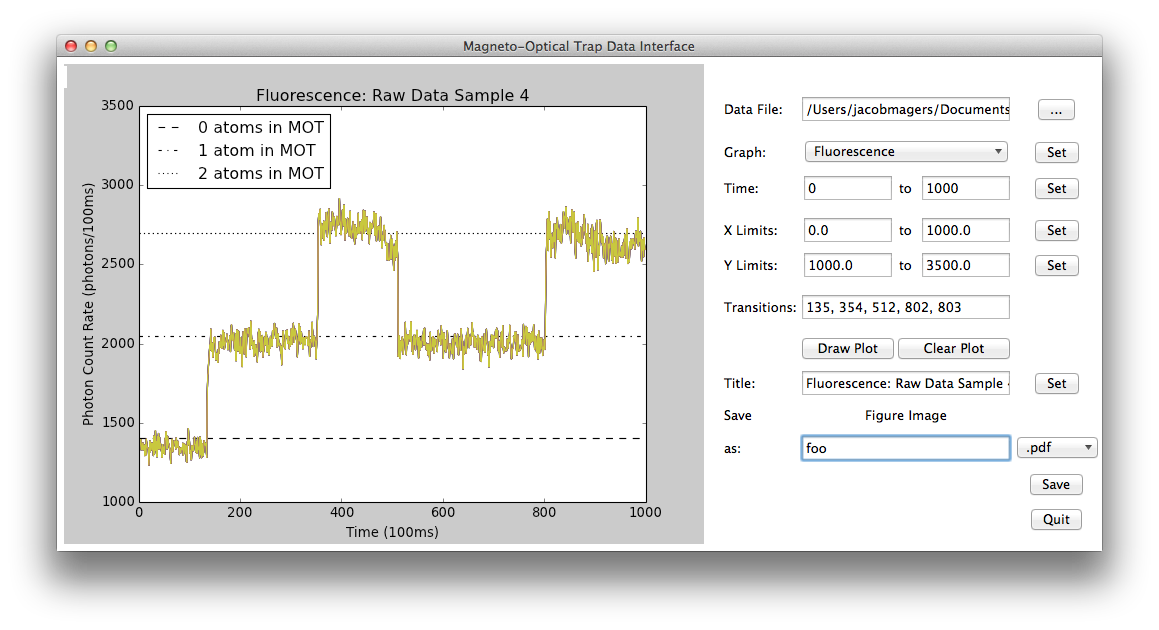 Magneto-Optical Trap Data Interface
Fluorescence: Raw Data Sample 4
3500
3000
2500
2000
1500
1000
Photon Count Rate (photons/100ms)
0 atoms in MOT
1 atom in MOT
2 atoms in MOT
0 200 400 600 800 1000
Time (100ms)
Data File: /Users/jacobmagers/Documents ...
Graph: Fluorescence Set
Time: 0 to 1000 Set
X Limits: 0.0 to 1000.0 Set
Y Limits: 1000.0 to 3500.0 Set
Transitions: 135, 354, 512, 802, 803
Draw Plot Clear Plot
Title: Fluorescence: Raw Data Sample Set
Save Figure Image
as: foo .pdf
Save
Quit